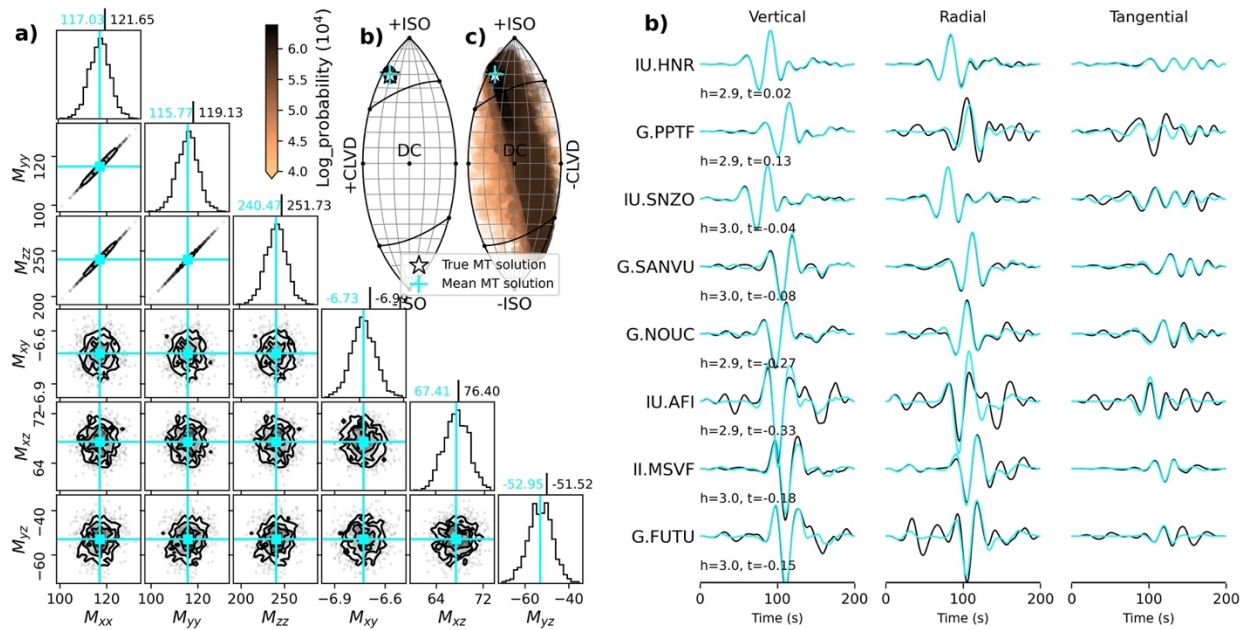 a)
117.03 121.65
115.77 119.13
240.47 251.73
-6.73 -6.99
67.41 76.40
-52.95 -51.52
M_yy
120
100
M_zz
250
200
M_xy
-6.6
-6.9
M_xz
72
64
M_yz
-40
-60
100 120
100 120
200 250
-6.9 -6.6
64 72
-60 -40
M_xx
M_yy
M_zz
M_xy
M_xz
M_yz
6.0
5.5
5.0
4.5
4.0
Log_probability (10^4)
b)
+ISO
+CLVD
DC
-ISO
c)
+ISO
DC
-CLVD
-ISO
True MT solution
Mean MT solution
b)
Vertical Radial Tangential
IU.HNR
h=2.9, t=0.02
G.PPTF
h=2.9, t=0.13
IU.SNZO
h=3.0, t=-0.04
G.SANVU
h=3.0, t=-0.08
G.NOUC
h=2.9, t=-0.27
IU.AFI
h=2.9, t=-0.33
II.MSVF
h=3.0, t=-0.18
G.FUTU
h=3.0, t=-0.15
0 100 200
0 100 200
0 100 200
Time (s) Time (s) Time (s)